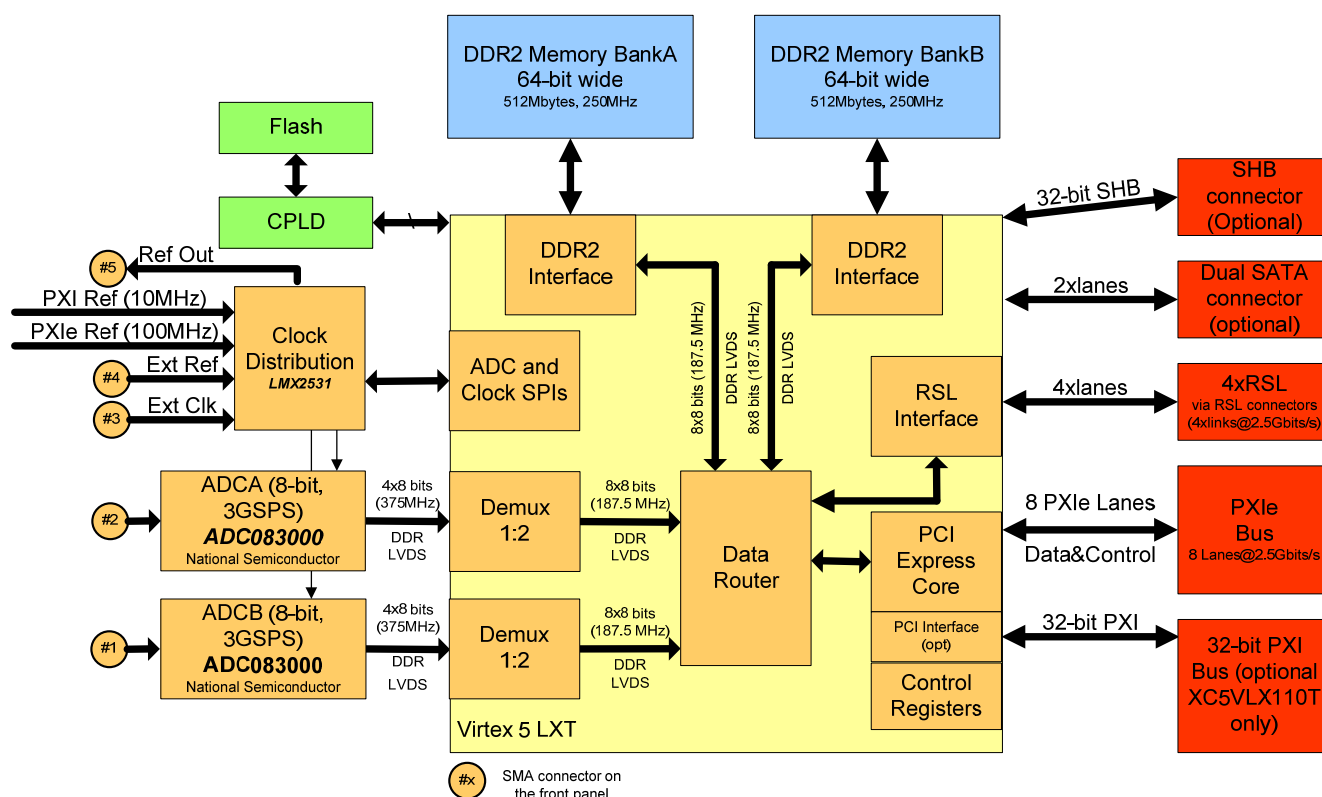 DDR2 Memory BankA
64-bit wide
512Mbytes, 250MHz
DDR2 Memory BankB
64-bit wide
512Mbytes, 250MHz
Flash
CPLD
#5
Ref Out
PXI Ref (10MHz)
PXIe Ref (100MHz)
#4
Ext Ref
#3
Ext Clk
Clock
Distribution
LMX2531
ADC and
Clock SPIs
DDR2
Interface
DDR2
Interface
8x8 bits (187.5 MHz)
DDR LVDS
8x8 bits (187.5 MHz)
DDR LVDS
RSL
Interface
#2
ADCA (8-bit,
3GSPS)
ADC083000
National Semiconductor
4x8 bits
(375MHz)
DDR
LVDS
Demux
1:2
8x8 bits
(187.5 MHz)
DDR
LVDS
#1
ADCB (8-bit,
3GSPS)
ADC083000
National Semiconductor
4x8 bits
(375MHz)
DDR
LVDS
Demux
1:2
8x8 bits
(187.5 MHz)
DDR
LVDS
Data
Router
PCI
Express
Core
PCI Interface
(opt)
Control
Registers
Virtex 5 LXT
32-bit SHB
SHB
connector
(Optional)
2xlanes
Dual SATA
connector
(optional)
4xlanes
4xRSL
via RSL connectors
(4xlinks@2.5Gbits/s)
8 PXIe Lanes
Data&Control
PXIe
Bus
8 Lanes@2.5Gbits/s
32-bit PXI
32-bit PXI
Bus (optional
XC5VLX110T
only)
#x
SMA connector on
the front panel